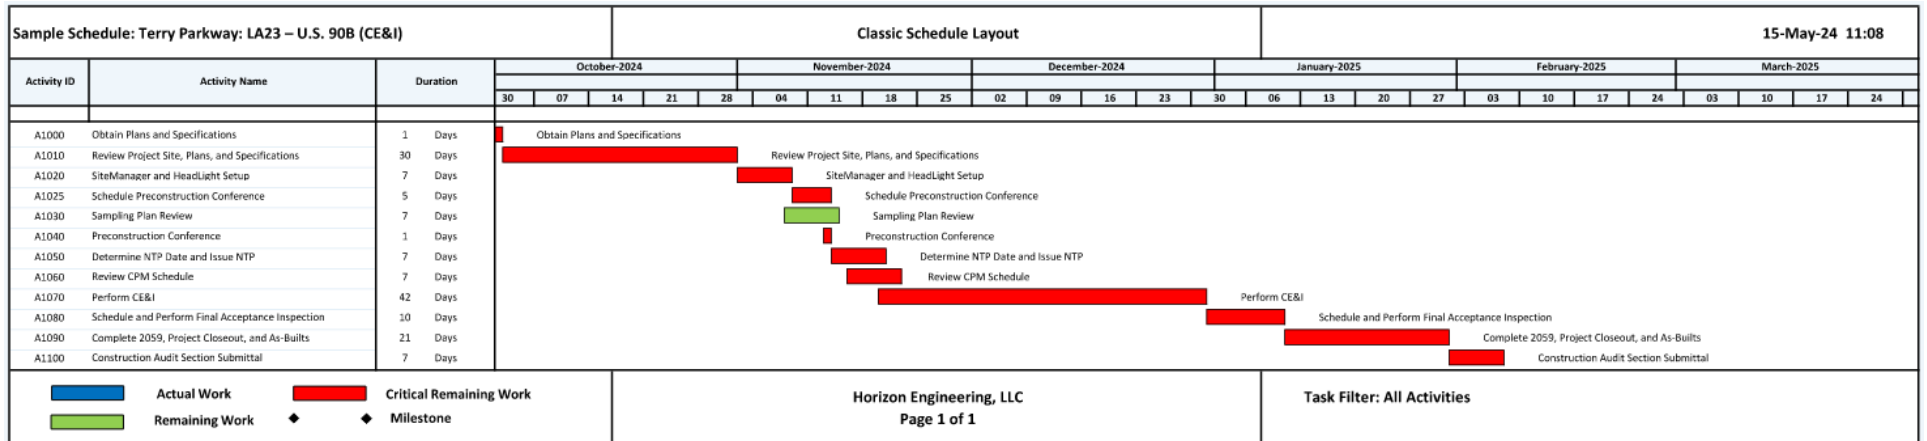 Sample Schedule: Terry Parkway: LA23 – U.S. 90B (CE&I) Classic Schedule Layout 15-May-24 11:08
Activity ID Activity Name Duration October-2024 November-2024 December-2024 January-2025 February-2025 March-2025
30 07 14 21 28 04 11 18 25 02 09 16 23 30 06 13 20 27 03 10 17 24 03 10 17 24
A1000 Obtain Plans and Specifications 1 Days Obtain Plans and Specifications
A1010 Review Project Site, Plans, and Specifications 30 Days Review Project Site, Plans, and Specifications
A1020 SiteManager and HeadLight Setup 7 Days SiteManager and HeadLight Setup
A1025 Schedule Preconstruction Conference 5 Days Schedule Preconstruction Conference
A1030 Sampling Plan Review 7 Days Sampling Plan Review
A1040 Preconstruction Conference 1 Days Preconstruction Conference
A1050 Determine NTP Date and Issue NTP 7 Days Determine NTP Date and Issue NTP
A1060 Review CPM Schedule 7 Days Review CPM Schedule
A1070 Perform CE&I 42 Days Perform CE&I
A1080 Schedule and Perform Final Acceptance Inspection 10 Days Schedule and Perform Final Acceptance Inspection
A1090 Complete 2059, Project Closeout, and As-Builts 21 Days Complete 2059, Project Closeout, and As-Builts
A1100 Construction Audit Section Submittal 7 Days Construction Audit Section Submittal
Actual Work Critical Remaining Work Horizon Engineering, LLC Task Filter: All Activities
Remaining Work Milestone Page 1 of 1